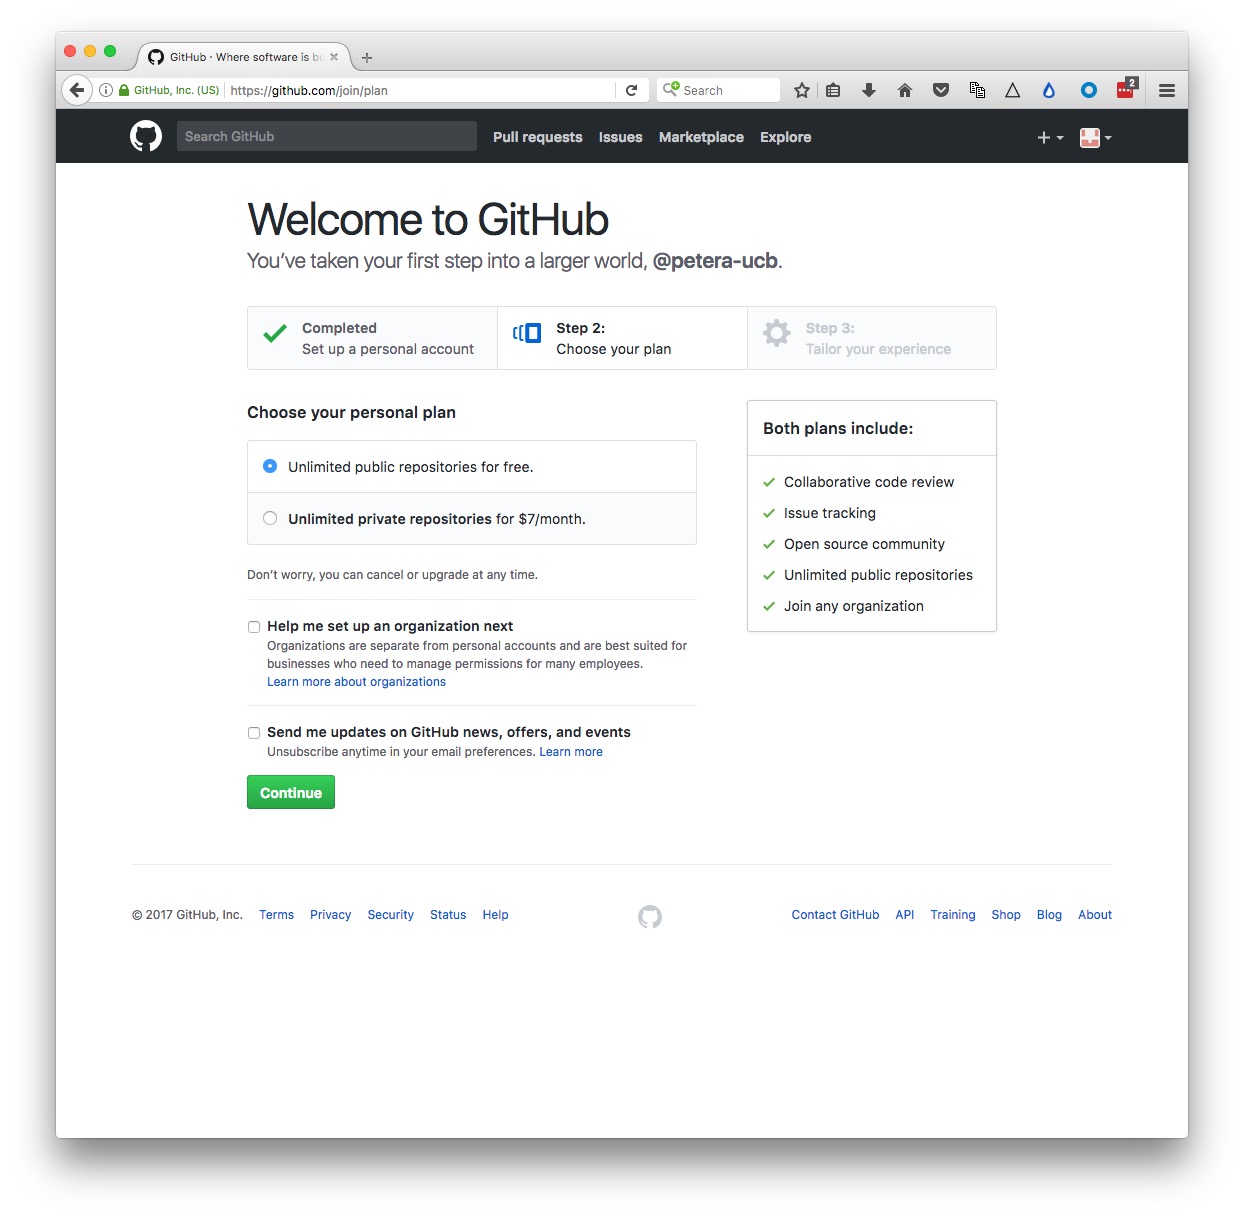 GitHub · Where software is bu
GitHub, Inc. (US)
https://github.com/join/plan
Search
2
Search GitHub
Pull requests
Issues
Marketplace
Explore
Welcome to GitHub
You’ve taken your first step into a larger world, @petera-ucb.
Completed
Set up a personal account
Step 2:
Choose your plan
Step 3:
Tailor your experience
Choose your personal plan
Unlimited public repositories for free.
Unlimited private repositories for $7/month.
Don’t worry, you can cancel or upgrade at any time.
Help me set up an organization next
Organizations are separate from personal accounts and are best suited for
businesses who need to manage permissions for many employees.
Learn more about organizations
Send me updates on GitHub news, offers, and events
Unsubscribe anytime in your email preferences. Learn more
Continue
Both plans include:
Collaborative code review
Issue tracking
Open source community
Unlimited public repositories
Join any organization
© 2017 GitHub, Inc.
Terms
Privacy
Security
Status
Help
Contact GitHub
API
Training
Shop
Blog
About